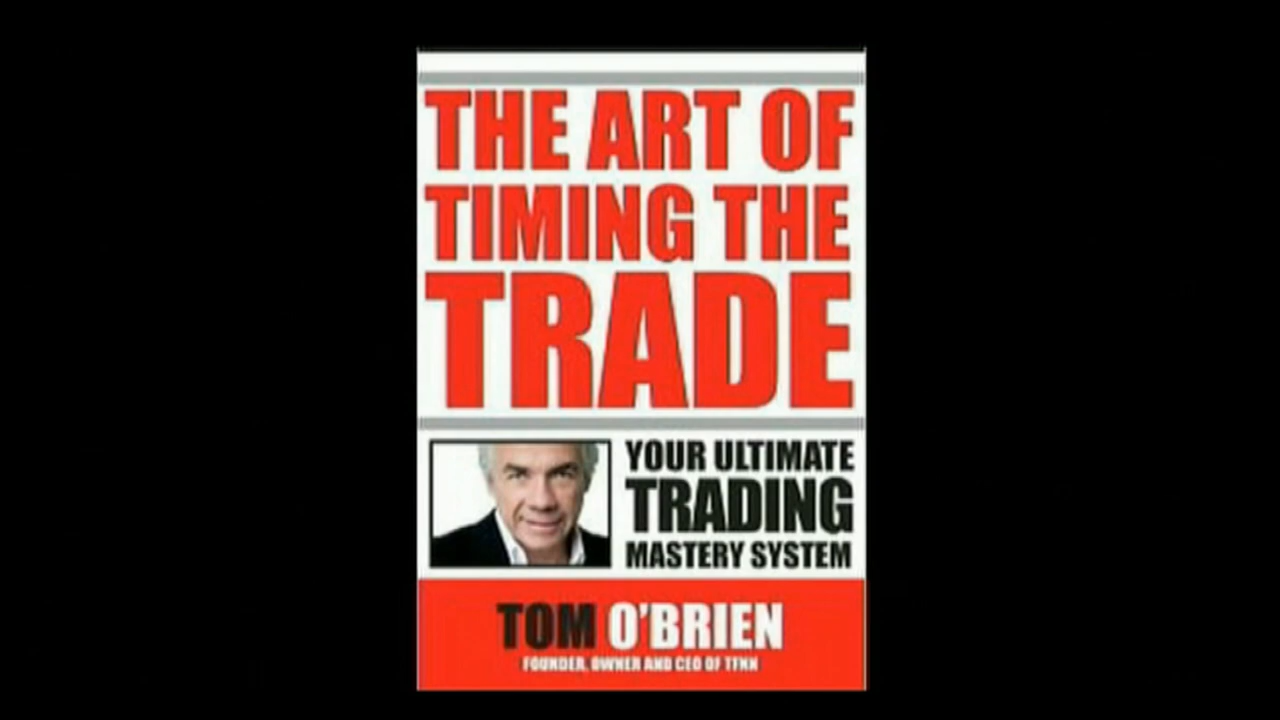 THE ART OF
TIMING THE
TRADE
YOUR ULTIMATE
TRADING
MASTERY SYSTEM
TOM O'BRIEN
FOUNDER, OWNER AND CEO OF TFNN